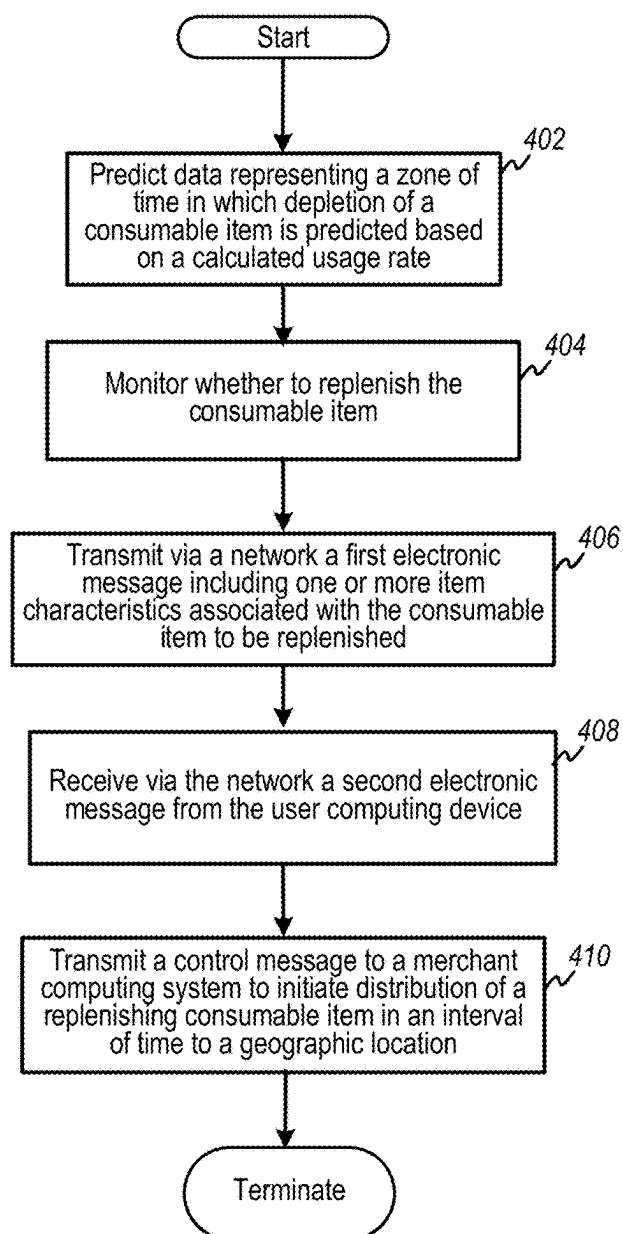 Start
402
Predict data representing a zone of
time in which depletion of a
consumable item is predicted based
on a calculated usage rate
404
Monitor whether to replenish the
consumable item
406
Transmit via a network a first electronic
message including one or more item
characteristics associated with the consumable
item to be replenished
408
Receive via the network a second electronic
message from the user computing device
410
Transmit a control message to a merchant
computing system to initiate distribution of a
replenishing consumable item in an interval
of time to a geographic location
Terminate